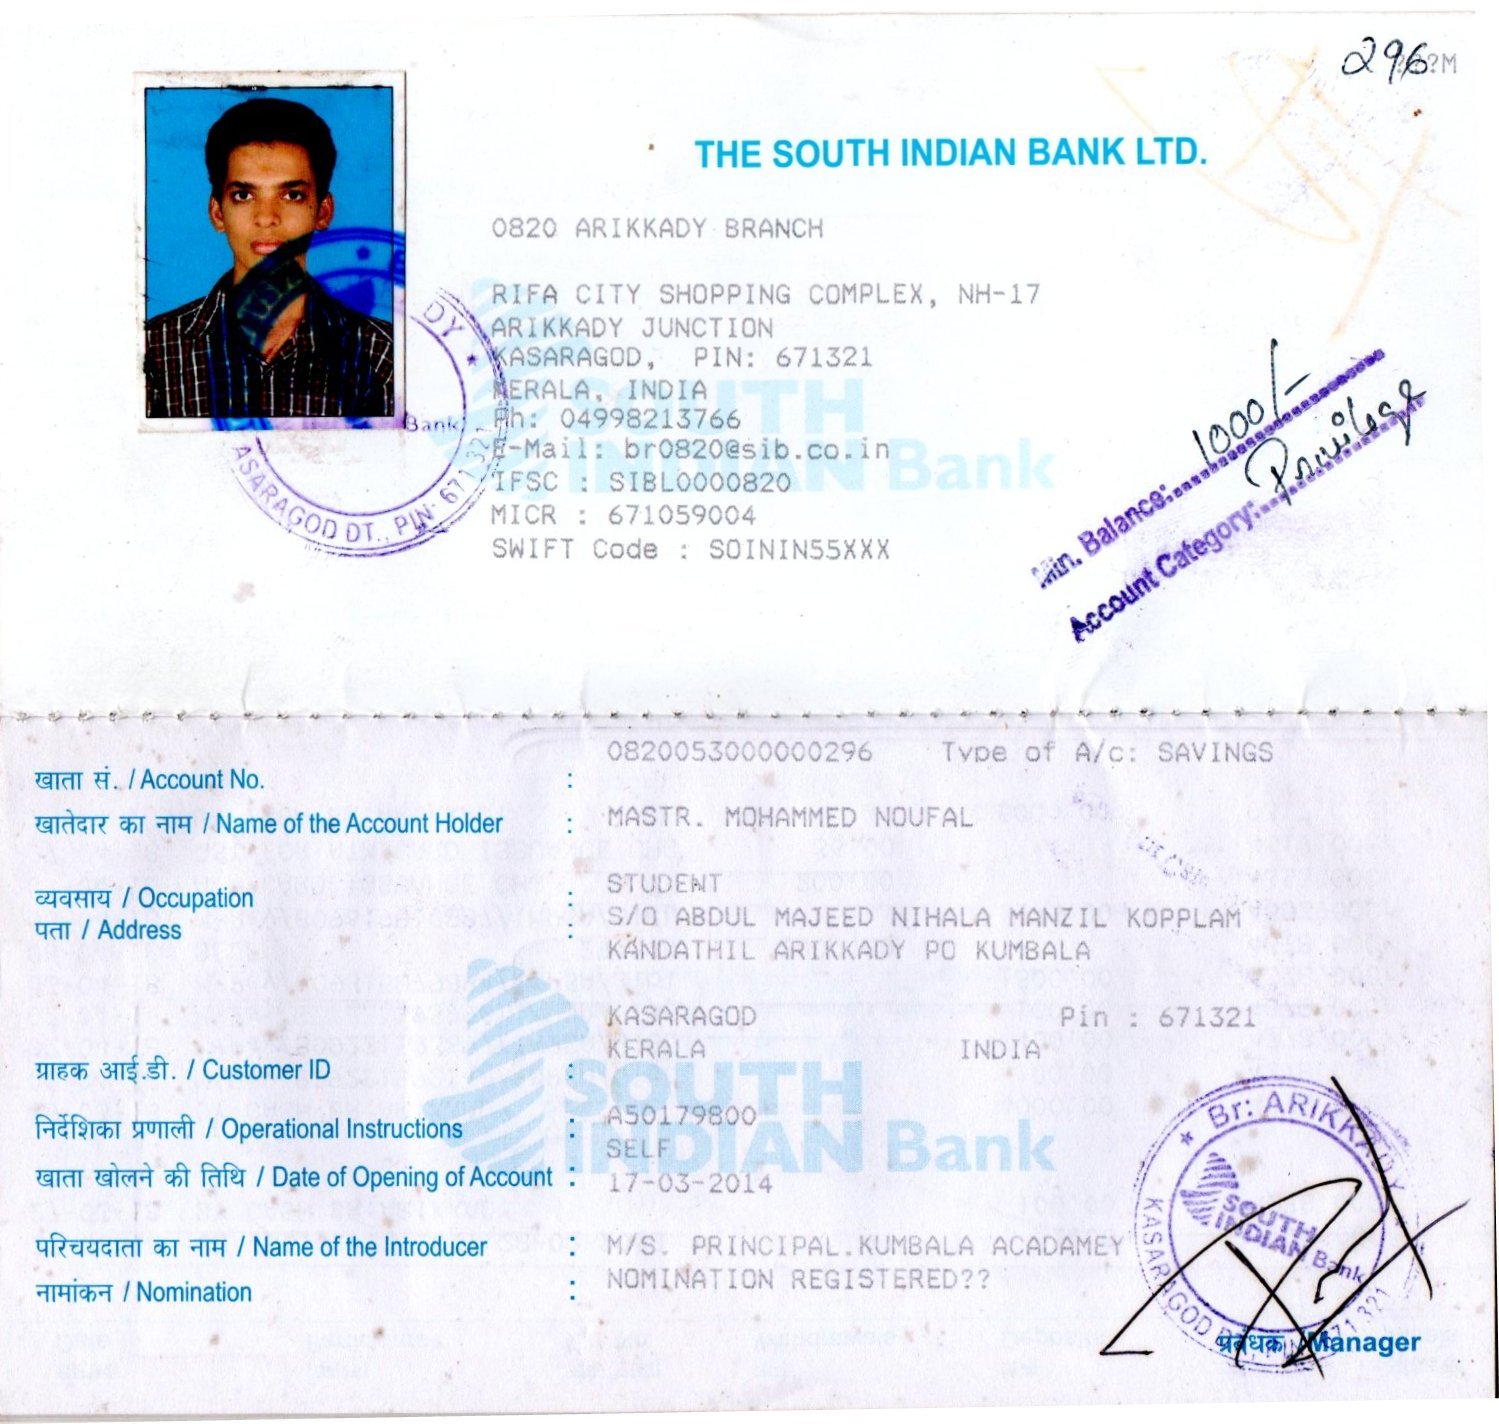 296 ??M
THE SOUTH INDIAN BANK LTD.
0820 ARIKKADY BRANCH
RIFA CITY SHOPPING COMPLEX, NH-17
ARIKKADY JUNCTION
KASARAGOD, PIN: 671321
KERALA, INDIA
Ph: 04998213766
E-Mail: br0820@sib.co.in
IFSC : SIBL0000820
MICR : 671059004
SWIFT Code : SOININ55XXX
SOUTH
INDIAN Bank
DY ★
Bank
ASARAGOD DT., PIN- 671321
Min. Balance: 1000/-
Account Category: Privilege
खाता सं. / Account No. : 0820053000000296 Type of A/c: SAVINGS
खातेदार का नाम / Name of the Account Holder : MASTR. MOHAMMED NOUFAL
व्यवसाय / Occupation : STUDENT
पता / Address : S/O ABDUL MAJEED NIHALA MANZIL KOPPLAM
KANDATHIL ARIKKADY PO KUMBALA
KASARAGOD Pin : 671321
KERALA INDIA
ग्राहक आई.डी. / Customer ID : A50179800
निर्देशिका प्रणाली / Operational Instructions : SELF
खाता खोलने की तिथि / Date of Opening of Account : 17-03-2014
परिचयदाता का नाम / Name of the Introducer : M/S. PRINCIPAL.KUMBALA ACADAMEY
नामांकन / Nomination : NOMINATION REGISTERED??
SOUTH
INDIAN Bank
★ Br: ARIKKADY
SOUTH
INDIAN Bank
KASARAGOD 671321
प्रबंधक / Manager